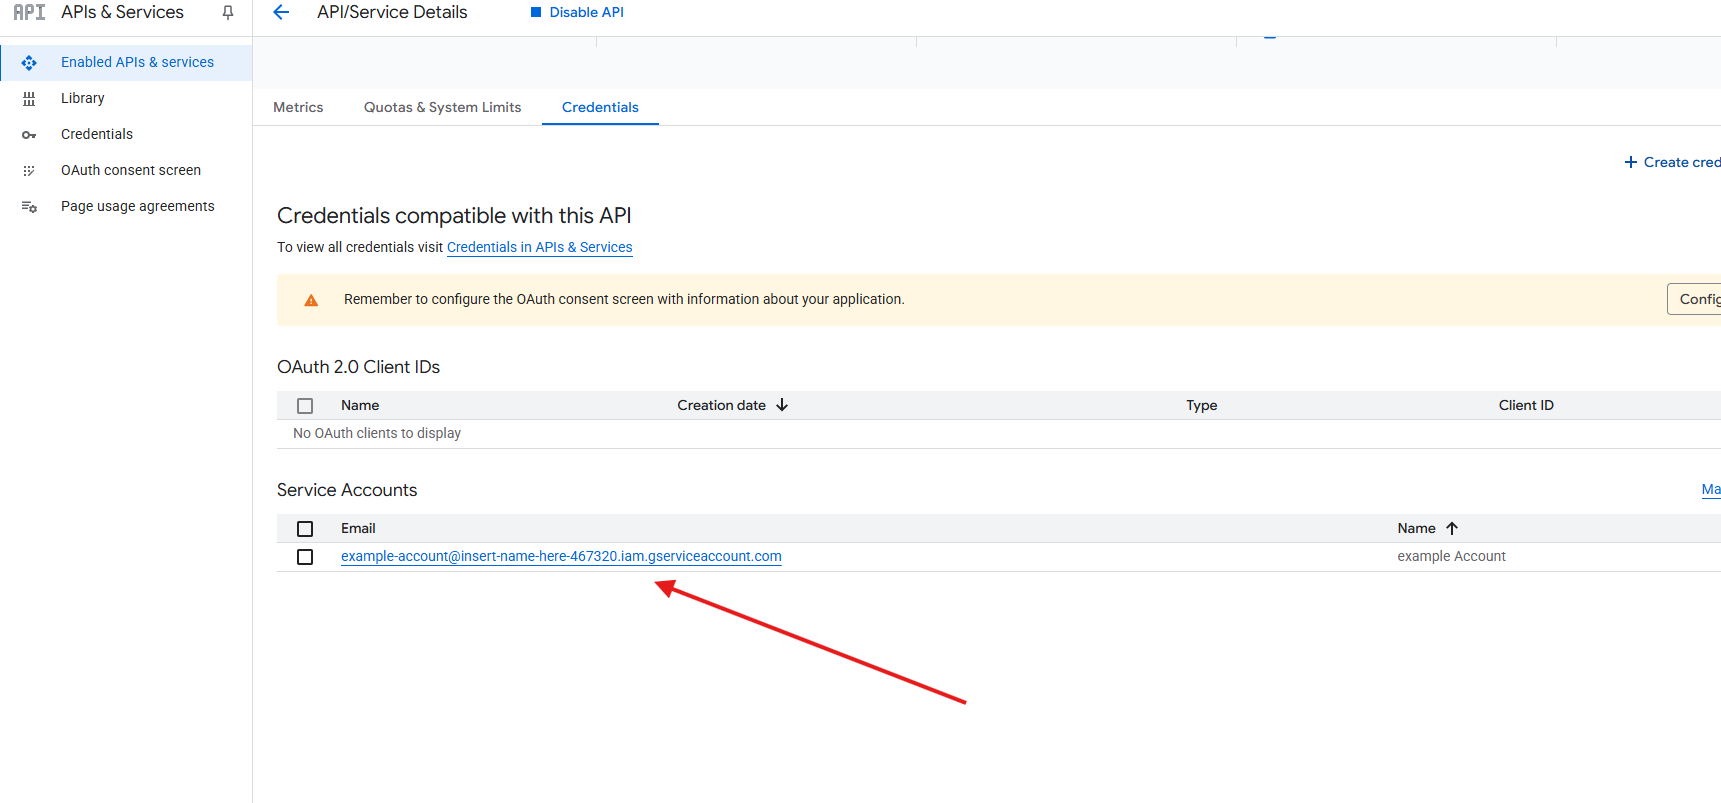 API APIs & Services
API/Service Details
Disable API
Enabled APIs & services
Library
Credentials
OAuth consent screen
Page usage agreements
Metrics
Quotas & System Limits
Credentials
Create cred
Credentials compatible with this API
To view all credentials visit Credentials in APIs & Services
Remember to configure the OAuth consent screen with information about your application.
Config
OAuth 2.0 Client IDs
Name Creation date Type Client ID
No OAuth clients to display
Service Accounts
Ma
Email Name
example-account@insert-name-here-467320.iam.gserviceaccount.com example Account